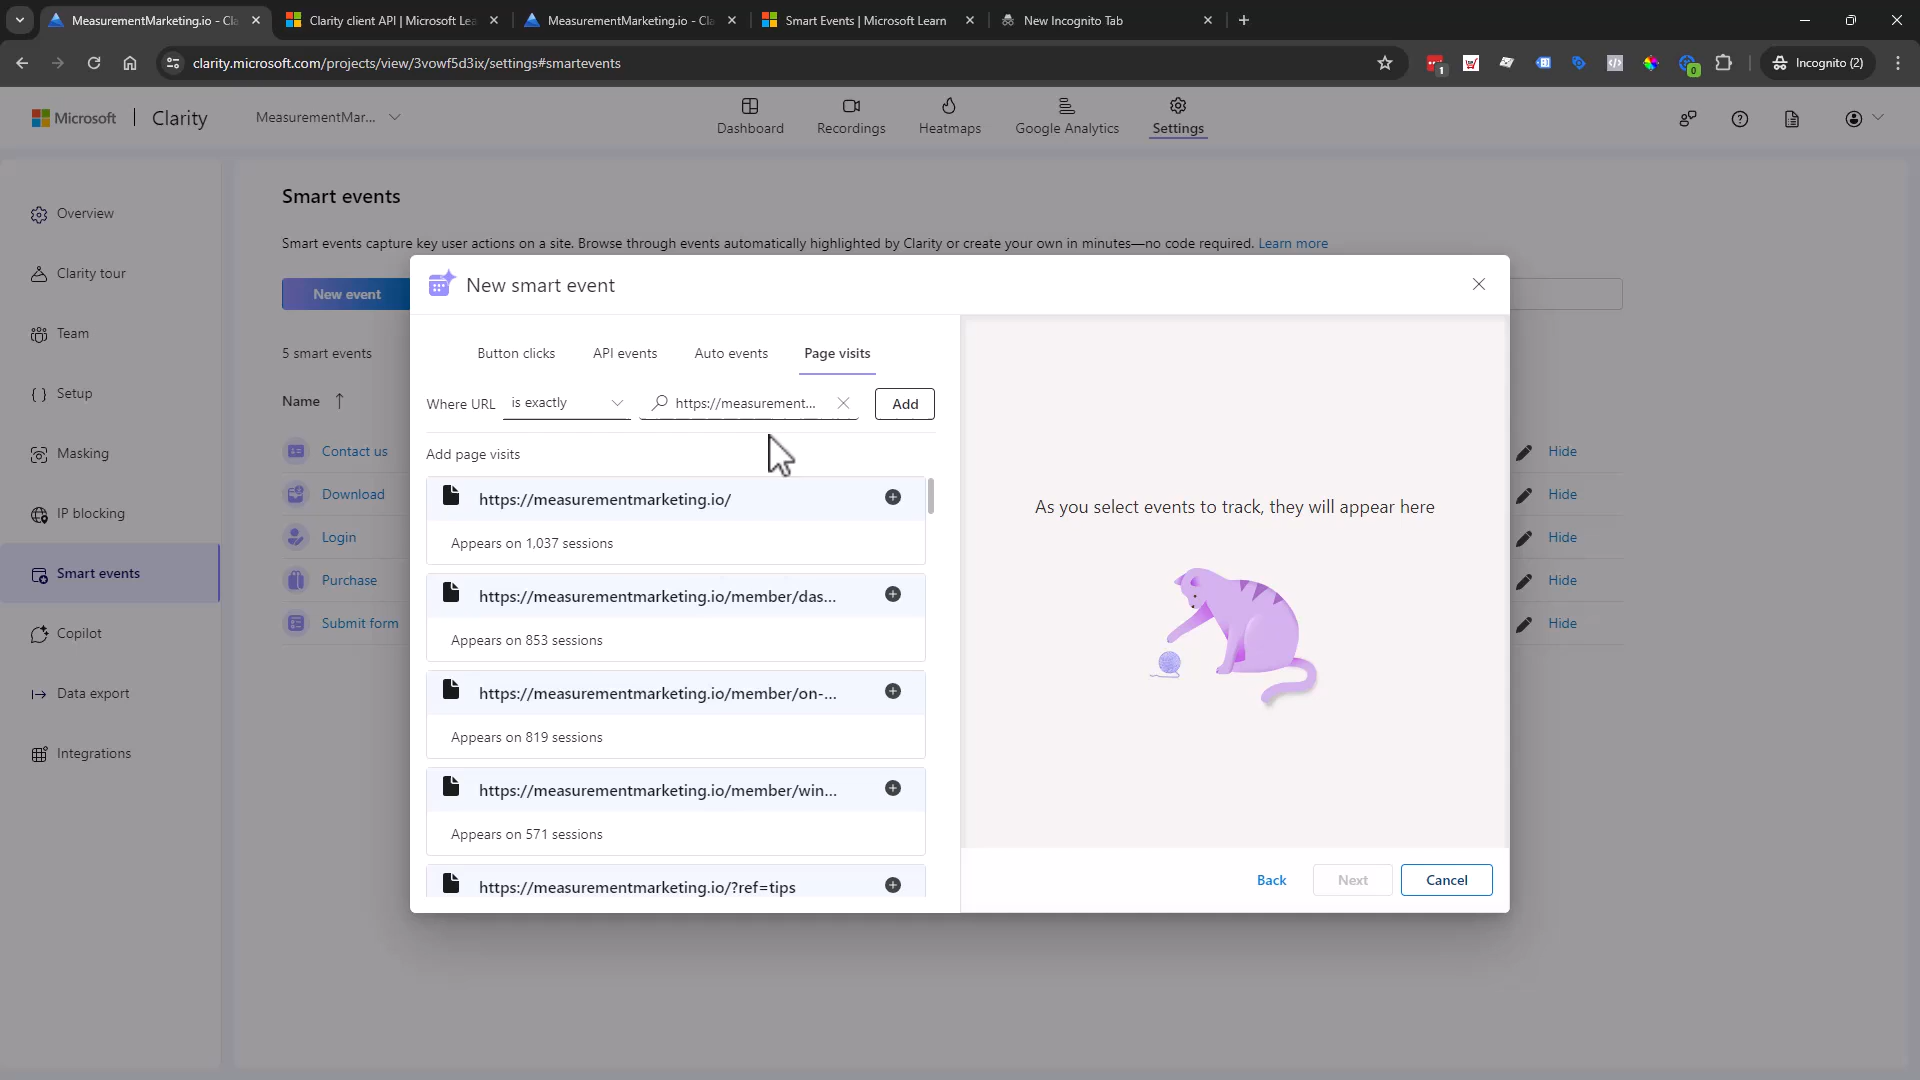 MeasurementMarketing.io - Cla
Clarity client API | Microsoft Lea
MeasurementMarketing.io - Cla
Smart Events | Microsoft Learn
New Incognito Tab
clarity.microsoft.com/projects/view/3vowf5d3ix/settings#smartevents
1
0
Incognito (2)
Microsoft | Clarity
MeasurementMar...
Dashboard
Recordings
Heatmaps
Google Analytics
Settings
Overview
Clarity tour
Team
Setup
Masking
IP blocking
Smart events
Copilot
Data export
Integrations
Smart events
Smart events capture key user actions on a site. Browse through events automatically highlighted by Clarity or create your own in minutes—no code required. Learn more
New event
5 smart events
Name ↑
Contact us
Hide
Download
Hide
Login
Hide
Purchase
Hide
Submit form
Hide
New smart event
Button clicks
API events
Auto events
Page visits
Where URL
is exactly
https://measurement...
Add
Add page visits
https://measurementmarketing.io/
Appears on 1,037 sessions
https://measurementmarketing.io/member/das...
Appears on 853 sessions
https://measurementmarketing.io/member/on-...
Appears on 819 sessions
https://measurementmarketing.io/member/win...
Appears on 571 sessions
https://measurementmarketing.io/?ref=tips
As you select events to track, they will appear here
Back
Next
Cancel